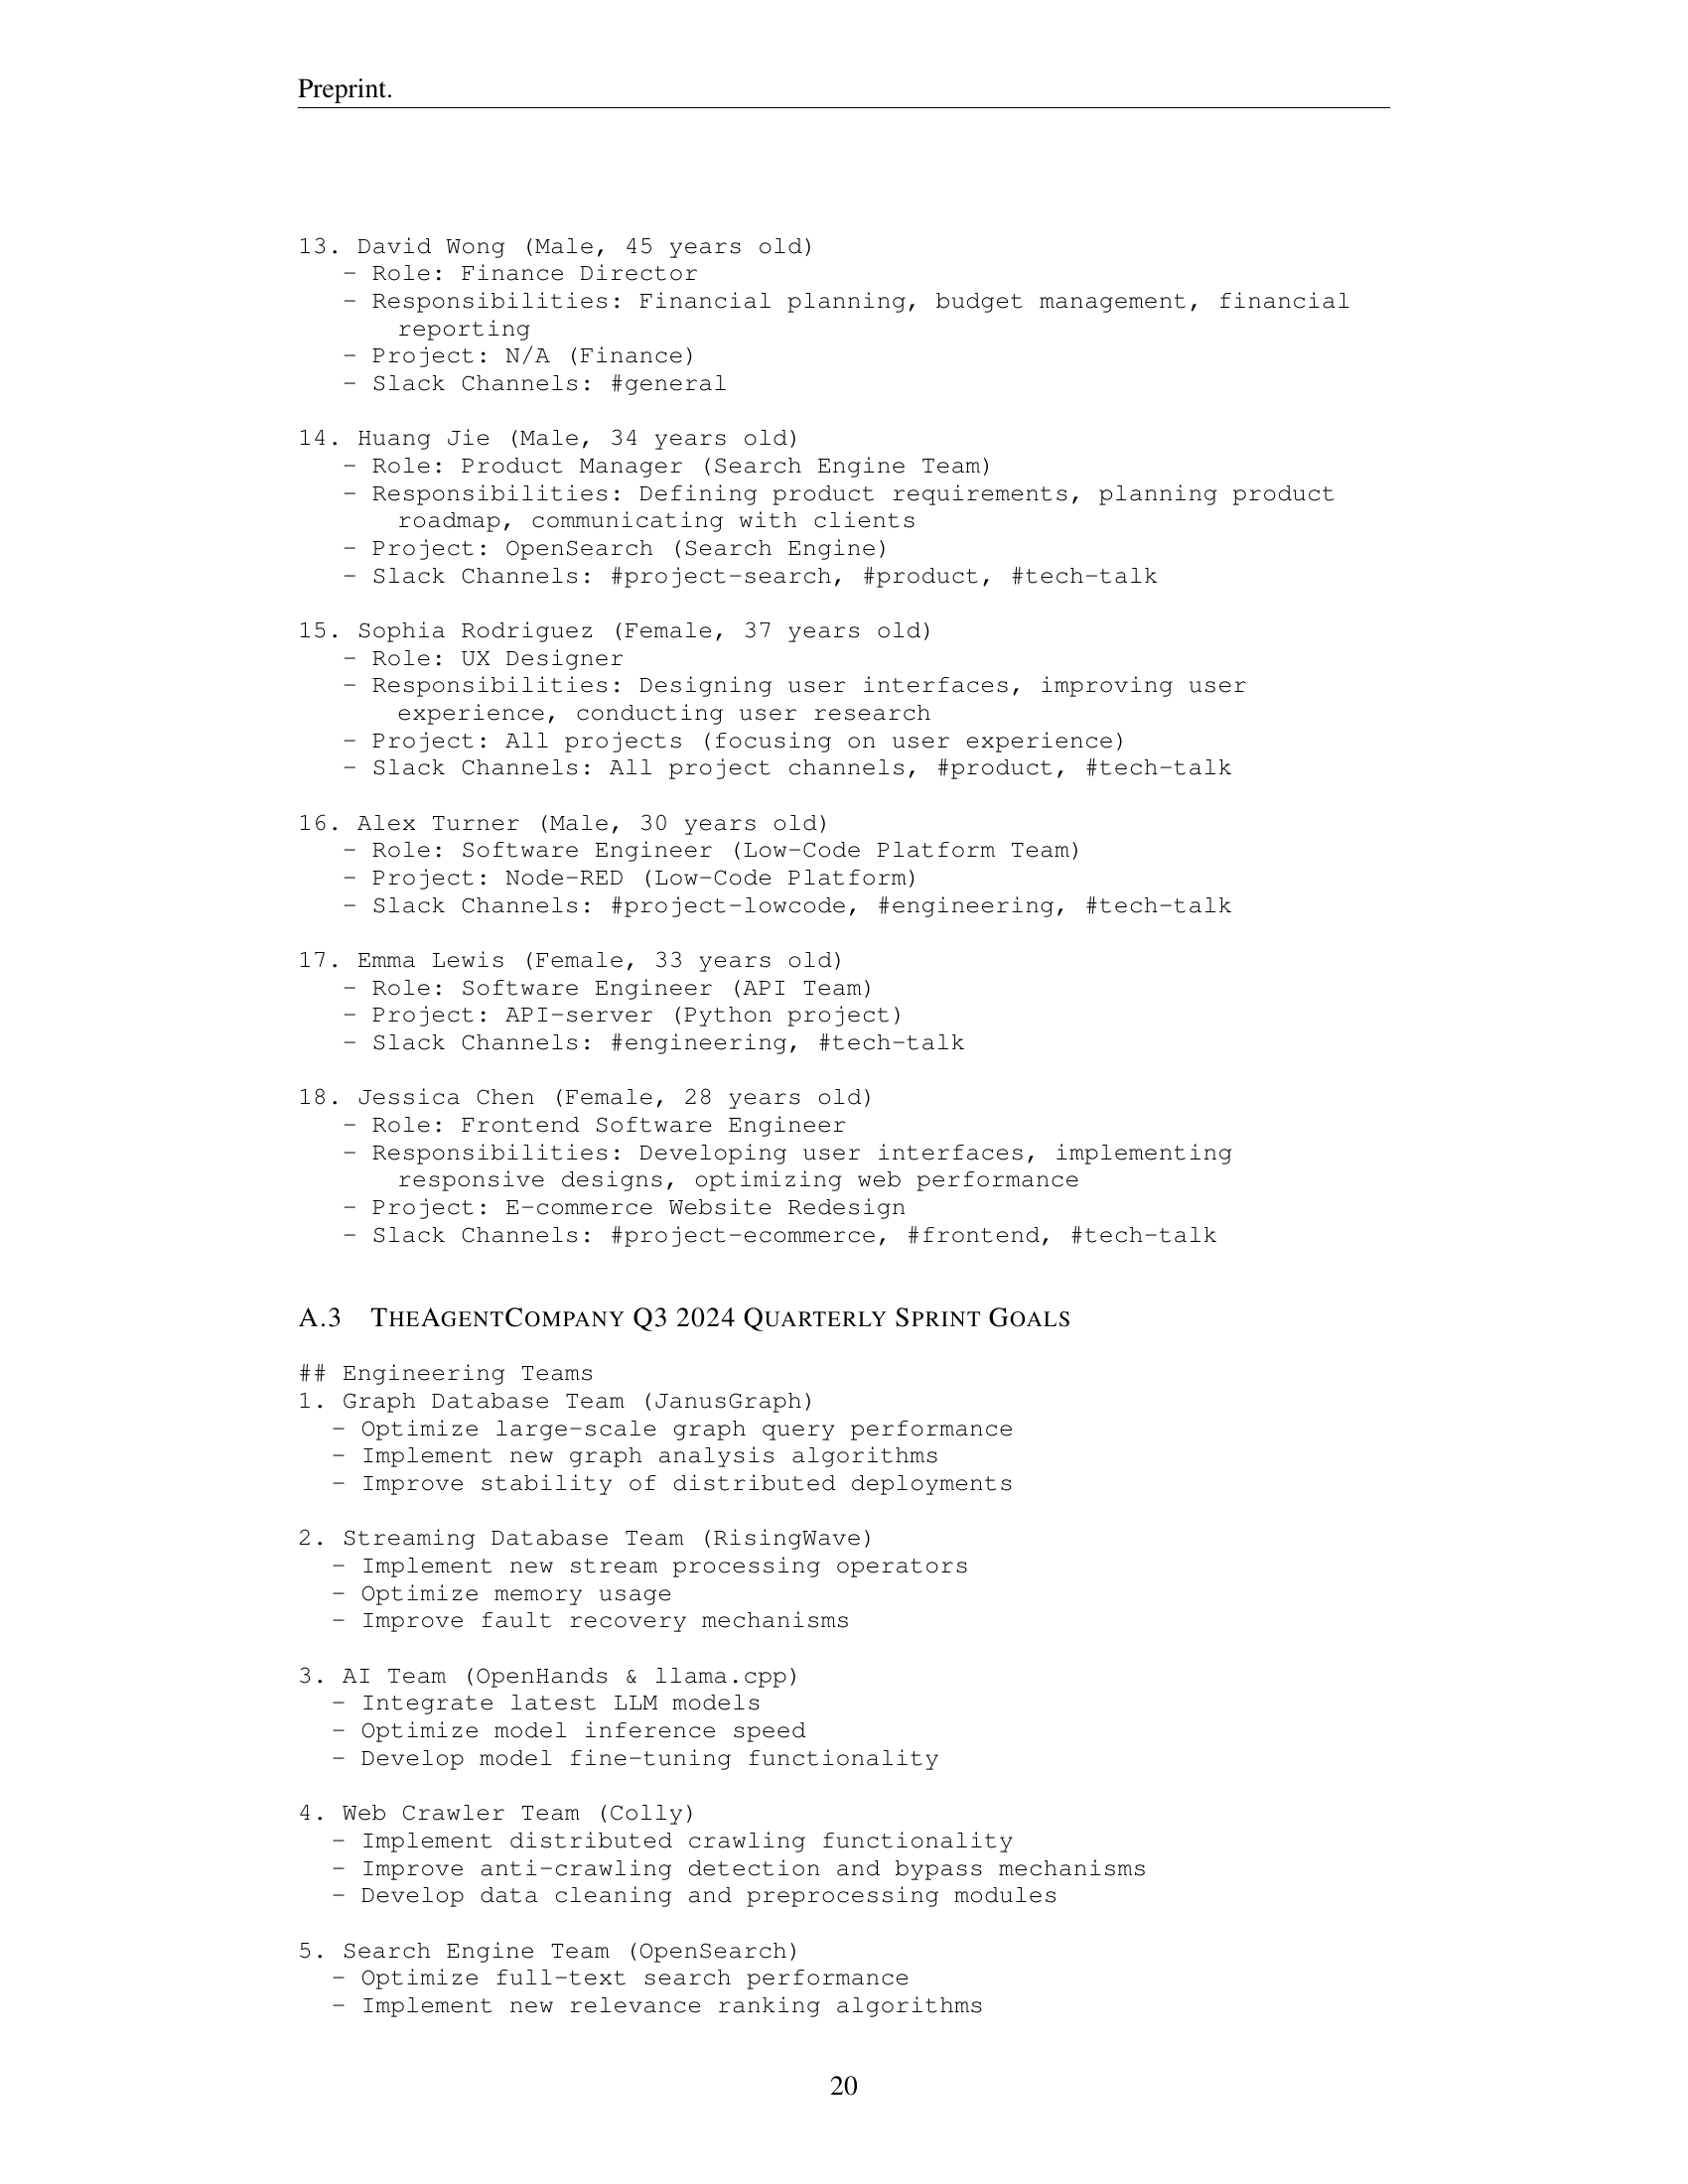 Preprint.
13. David Wong (Male, 45 years old)
- Role: Finance Director
- Responsibilities: Financial planning, budget management, financial
reporting
- Project: N/A (Finance)
- Slack Channels: #general
14. Huang Jie (Male, 34 years old)
- Role: Product Manager (Search Engine Team)
- Responsibilities: Defining product requirements, planning product
roadmap, communicating with clients
- Project: OpenSearch (Search Engine)
- Slack Channels: #project-search, #product, #tech-talk
15. Sophia Rodriguez (Female, 37 years old)
- Role: UX Designer
- Responsibilities: Designing user interfaces, improving user
experience, conducting user research
- Project: All projects (focusing on user experience)
- Slack Channels: All project channels, #product, #tech-talk
16. Alex Turner (Male, 30 years old)
- Role: Software Engineer (Low-Code Platform Team)
- Project: Node-RED (Low-Code Platform)
- Slack Channels: #project-lowcode, #engineering, #tech-talk
17. Emma Lewis (Female, 33 years old)
- Role: Software Engineer (API Team)
- Project: API-server (Python project)
- Slack Channels: #engineering, #tech-talk
18. Jessica Chen (Female, 28 years old)
- Role: Frontend Software Engineer
- Responsibilities: Developing user interfaces, implementing
responsive designs, optimizing web performance
- Project: E-commerce Website Redesign
- Slack Channels: #project-ecommerce, #frontend, #tech-talk
A.3 THEAGENTCOMPANY Q3 2024 QUARTERLY SPRINT GOALS
## Engineering Teams
1. Graph Database Team (JanusGraph)
- Optimize large-scale graph query performance
- Implement new graph analysis algorithms
- Improve stability of distributed deployments
2. Streaming Database Team (RisingWave)
- Implement new stream processing operators
- Optimize memory usage
- Improve fault recovery mechanisms
3. AI Team (OpenHands & llama.cpp)
- Integrate latest LLM models
- Optimize model inference speed
- Develop model fine-tuning functionality
4. Web Crawler Team (Colly)
- Implement distributed crawling functionality
- Improve anti-crawling detection and bypass mechanisms
- Develop data cleaning and preprocessing modules
5. Search Engine Team (OpenSearch)
- Optimize full-text search performance
- Implement new relevance ranking algorithms
20